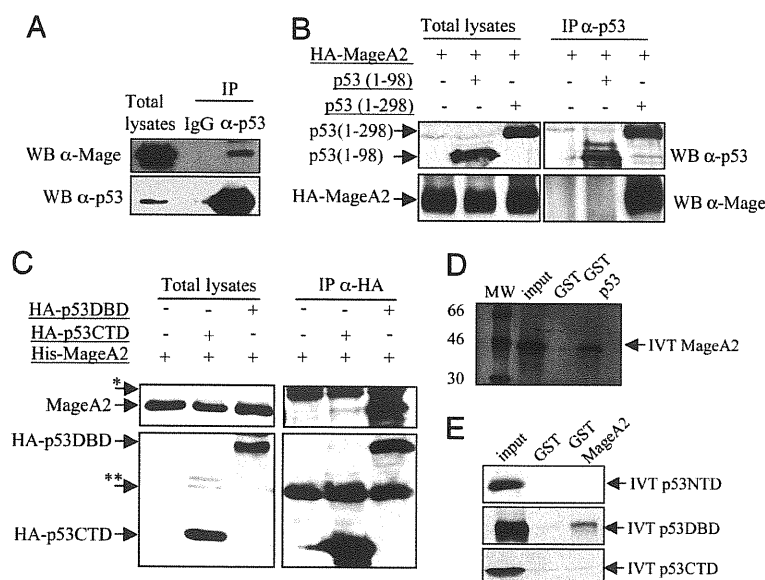 A
IP
Total lysates IgG α-p53
WB α-Mage
WB α-p53
B
Total lysates IP α-p53
HA-MageA2 + + + + + +
p53 (1-98) - + - - + -
p53 (1-298) - - + - - +
p53(1-298)
p53(1-98)
WB α-p53
HA-MageA2
WB α-Mage
C
Total lysates IP α-HA
HA-p53DBD - - + - - +
HA-p53CTD - + - - + -
His-MageA2 + + + + + +
*
MageA2
HA-p53DBD
**
HA-p53CTD
D
MW input GST GST p53
66
46
30
IVT MageA2
E
input GST GST MageA2
IVT p53NTD
IVT p53DBD
IVT p53CTD